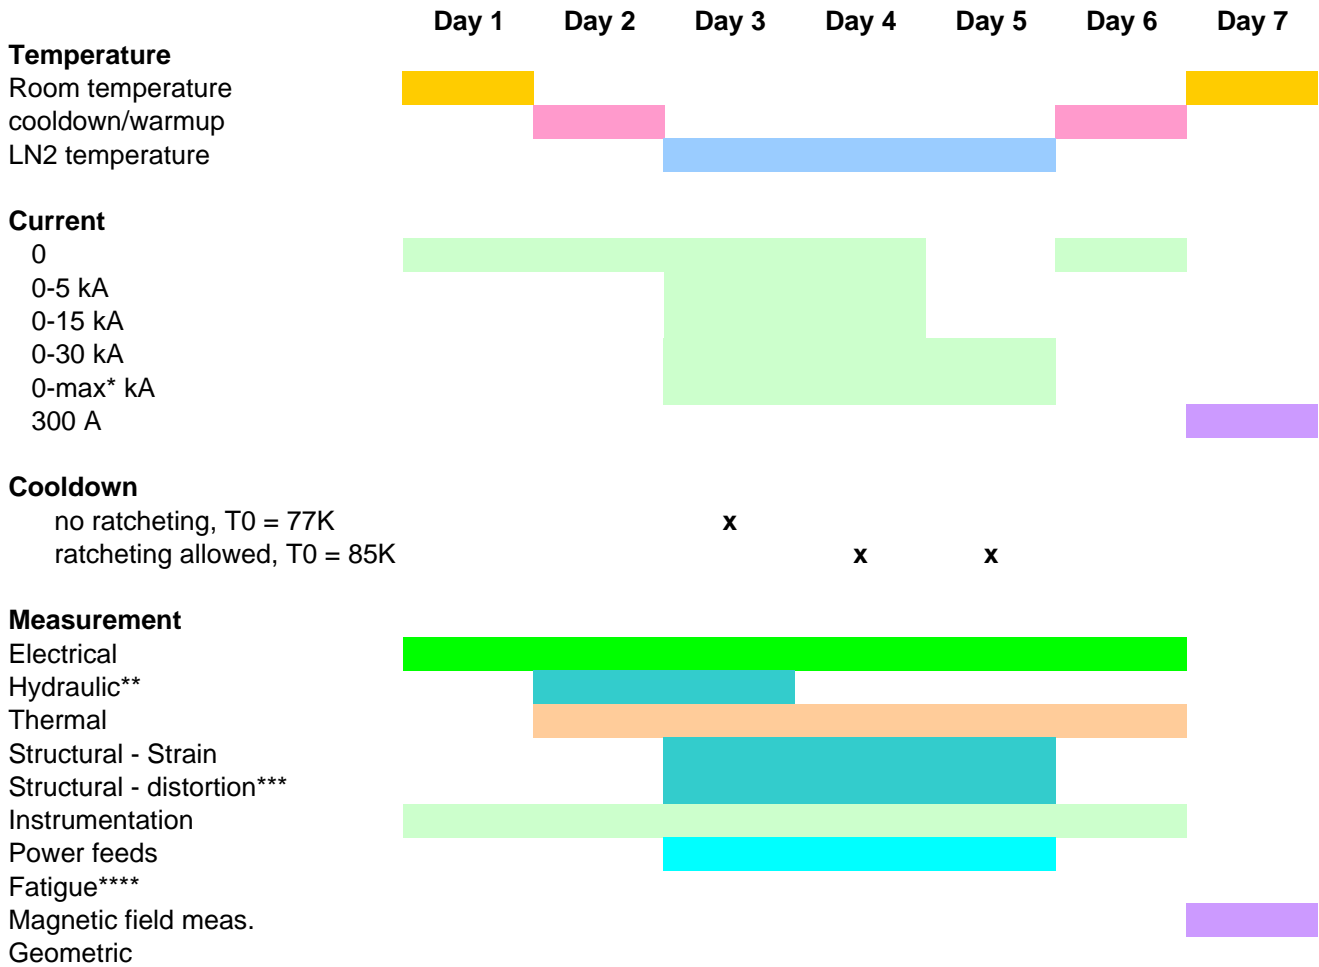 Day 1 Day 2 Day 3 Day 4 Day 5 Day 6 Day 7
Temperature
Room temperature
cooldown/warmup
LN2 temperature
Current
0
0-5 kA
0-15 kA
0-30 kA
0-max* kA
300 A
Cooldown
no ratcheting, T0 = 77K x
ratcheting allowed, T0 = 85K x x
Measurement
Electrical
Hydraulic**
Thermal
Structural - Strain
Structural - distortion***
Instrumentation
Power feeds
Fatigue****
Magnetic field meas.
Geometric